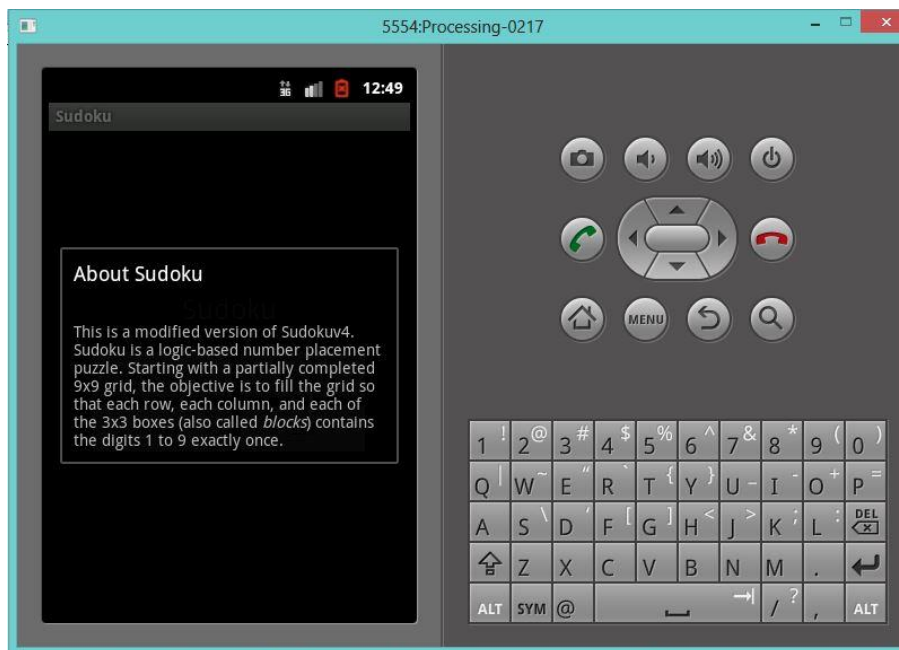 5554:Processing-0217
3G 12:49
Sudoku
About Sudoku
Sudoku
This is a modified version of Sudokuv4.
Sudoku is a logic-based number placement
puzzle. Starting with a partially completed
9x9 grid, the objective is to fill the grid so
that each row, each column, and each of
the 3x3 boxes (also called blocks) contains
the digits 1 to 9 exactly once.
MENU
1 ! 2 @ 3 # 4 $ 5 % 6 ^ 7 & 8 * 9 ( 0 )
Q | W ~ E " R ` T { Y } U _ I - O + P =
A S \ D ' F [ G ] H < J > K ; L : DEL
Z X C V B N M .
ALT SYM @ / ? , ALT